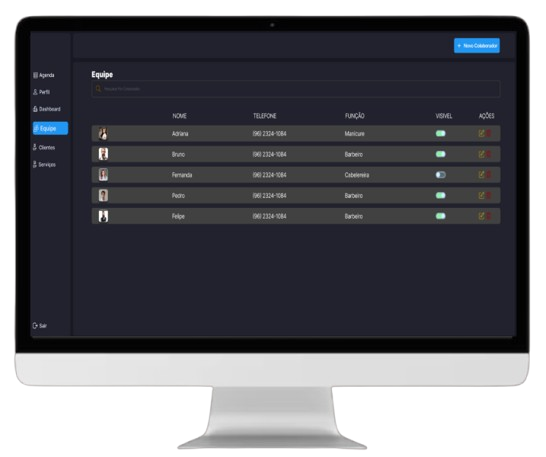 + Novo Colaborador
Agenda
Perfil
Dashboard
Equipe
Clientes
Serviços
Sair
Equipe
NOME TELEFONE FUNÇÃO VISIVEL AÇÕES
Adriana (96) 2324-1084 Manicure
Bruno (96) 2324-1084 Barbeiro
Fernanda (96) 2324-1084 Cabelereira
Pedro (96) 2324-1084 Barbeiro
Felipe (96) 2324-1084 Barbeiro